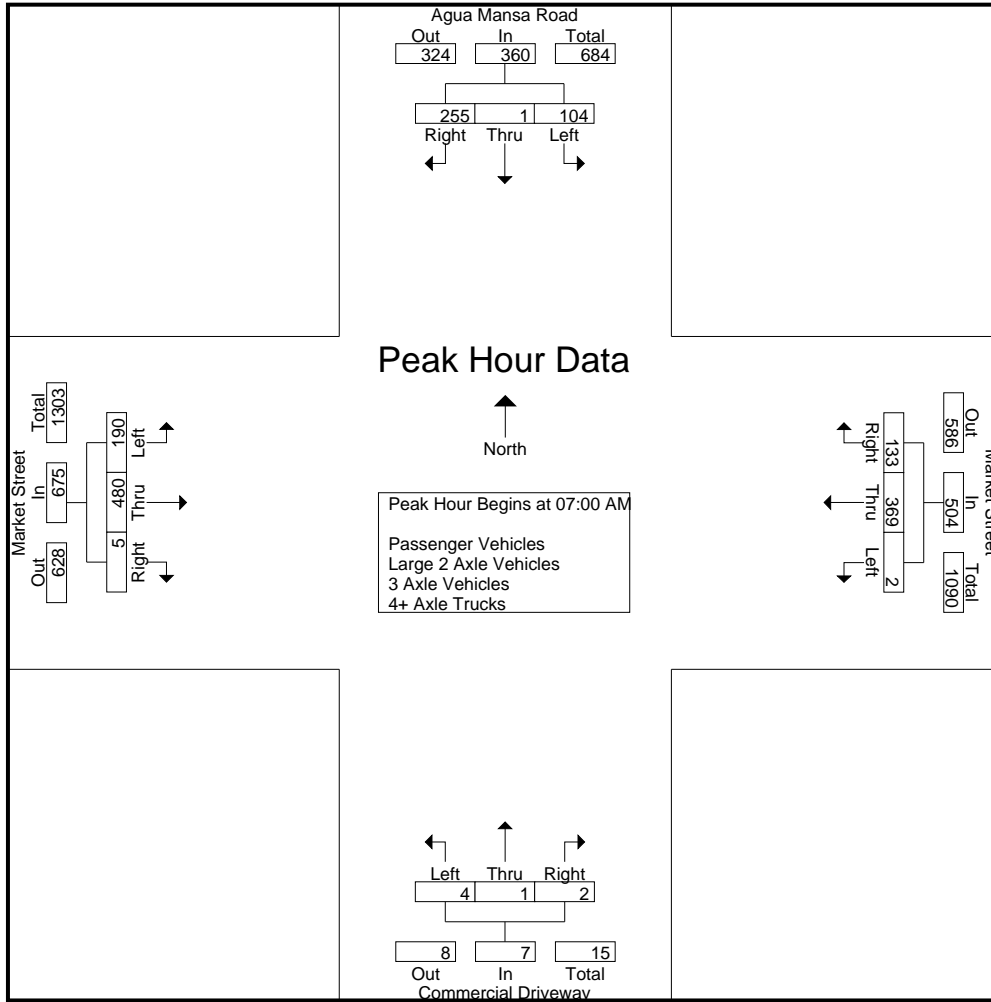 Agua Mansa Road
Out In Total
324 360 684
255 1 104
Right Thru Left
Peak Hour Data
North
Peak Hour Begins at 07:00 AM
Passenger Vehicles
Large 2 Axle Vehicles
3 Axle Vehicles
4+ Axle Trucks
Market Street
Out In Total
628 675 1303
5 480 190
Right Thru Left
Market Street
Out In Total
586 504 1090
133 369 2
Right Thru Left
Left Thru Right
4 1 2
8 7 15
Out In Total
Commercial Driveway